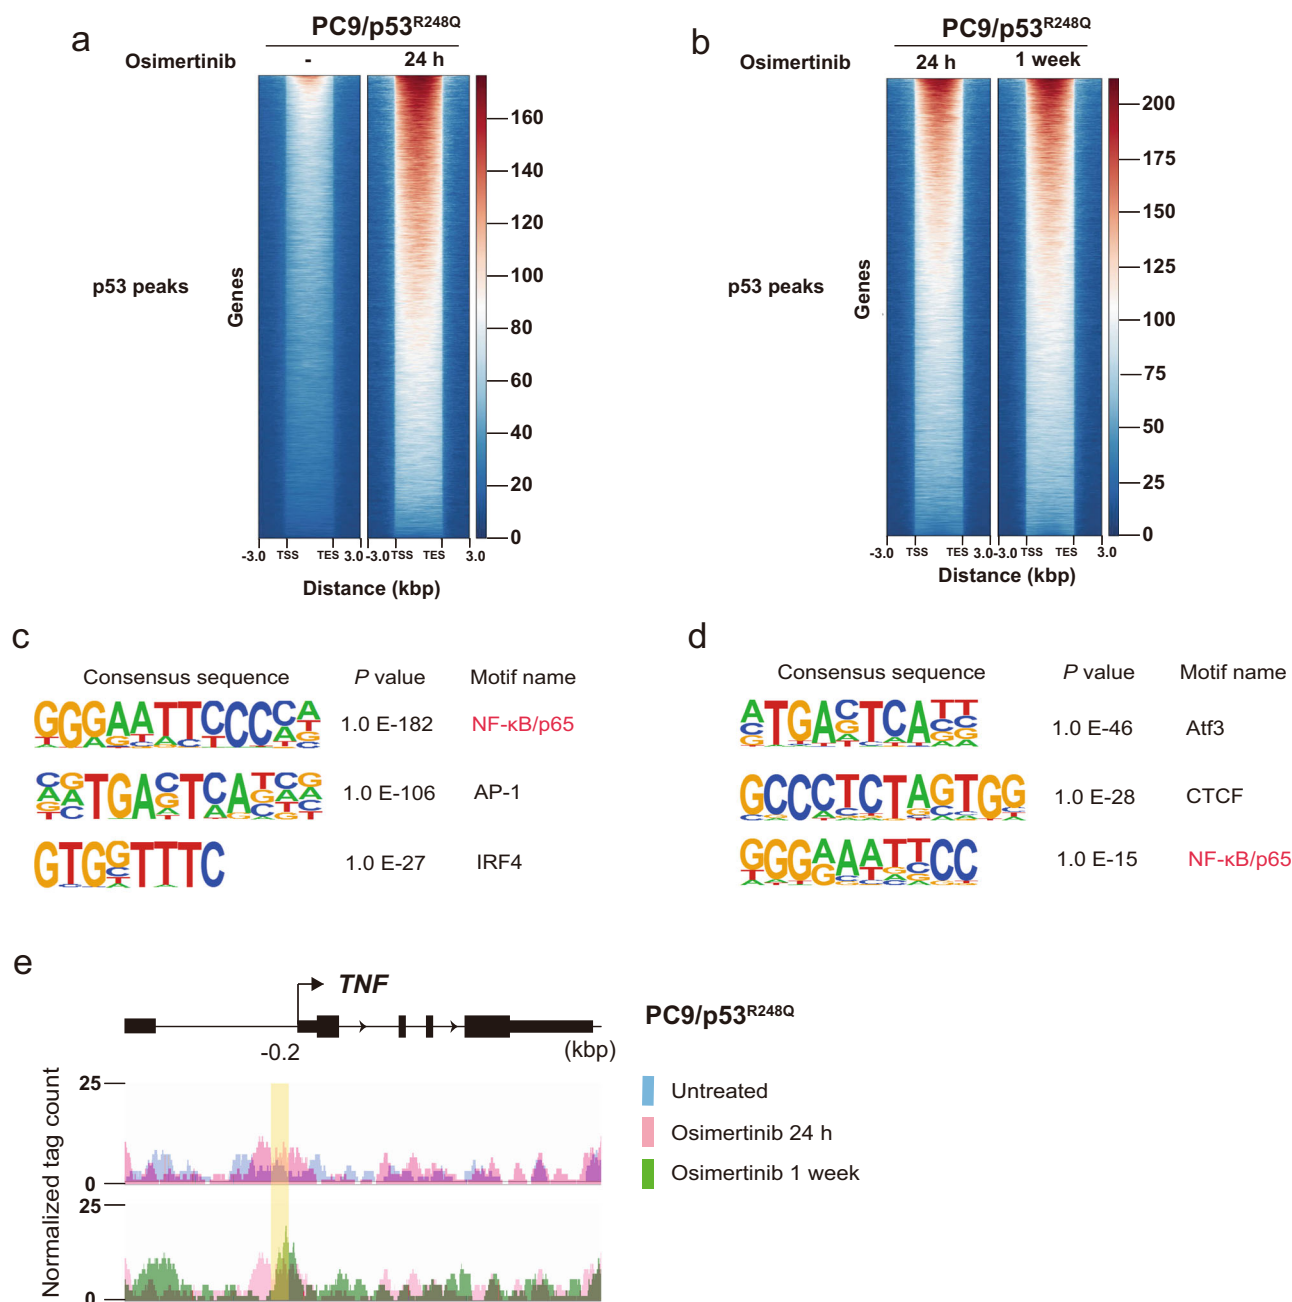 a
PC9/p53R248Q
Osimertinib - 24 h
160
140
120
100
80
60
40
20
0
p53 peaks
Genes
-3.0 TSS TES 3.0 -3.0 TSS TES 3.0
Distance (kbp)
b
PC9/p53R248Q
Osimertinib 24 h 1 week
200
175
150
125
100
75
50
25
0
p53 peaks
Genes
-3.0 TSS TES 3.0 -3.0 TSS TES 3.0
Distance (kbp)
c
Consensus sequence P value Motif name
GGGAATTCCCCA 1.0 E-182 NF-κB/p65
CGTGACTCATCG 1.0 E-106 AP-1
GTGGTTTC 1.0 E-27 IRF4
d
Consensus sequence P value Motif name
ATGACTCATT 1.0 E-46 Atf3
GCCCTCTAGTGG 1.0 E-28 CTCF
GGGAAATTCC 1.0 E-15 NF-κB/p65
e
TNF
-0.2
(kbp)
PC9/p53R248Q
Normalized tag count
25
0
25
0
Untreated
Osimertinib 24 h
Osimertinib 1 week